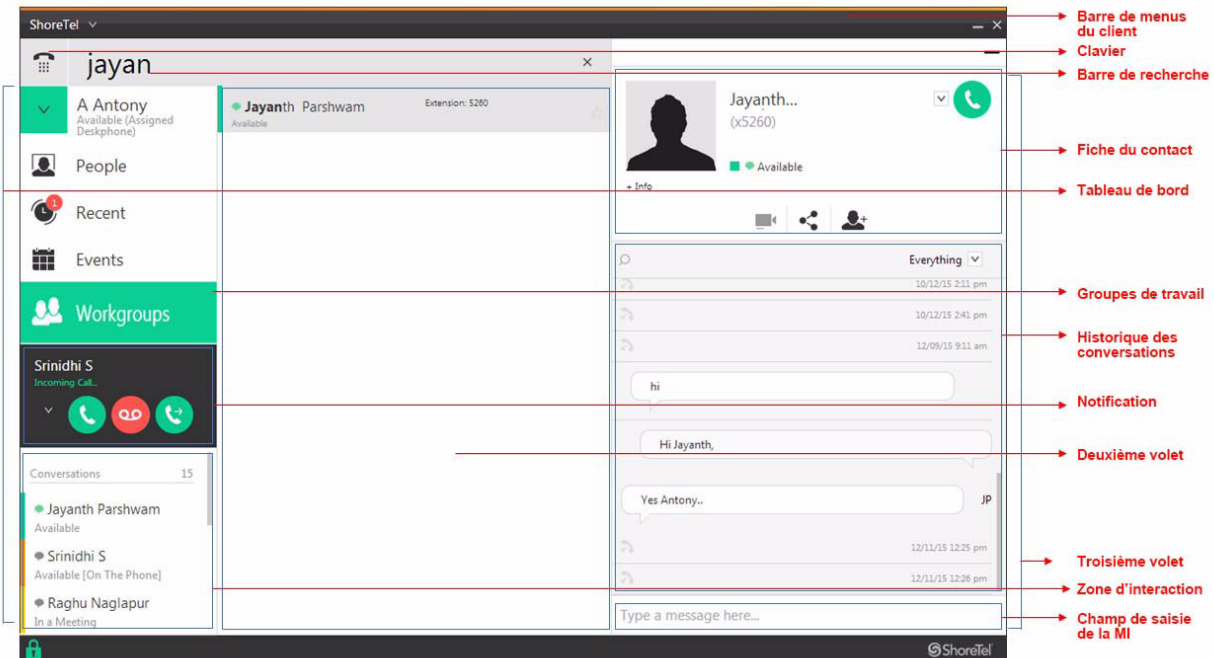 ShoreTel
jayan
A Antony
Available (Assigned
Deskphone)
People
1
Recent
Events
Workgroups
Srinidhi S
Incoming Call...
Conversations 15
Jayanth Parshwam
Available
Srinidhi S
Available [On The Phone]
Raghu Naglapur
In a Meeting
Jayanth Parshwam Extension: 5260
Available
Jayanth...
(x5260)
Available
+ Info
Everything
10/12/15 2:11 pm
10/12/15 2:41 pm
12/09/15 9:11 am
hi
Hi Jayanth,
Yes Antony..
JP
12/11/15 12:25 pm
12/11/15 12:26 pm
Type a message here...
ShoreTel
Barre de menus
du client
Clavier
Barre de recherche
Fiche du contact
Tableau de bord
Groupes de travail
Historique des
conversations
Notification
Deuxième volet
Troisième volet
Zone d'interaction
Champ de saisie
de la MI